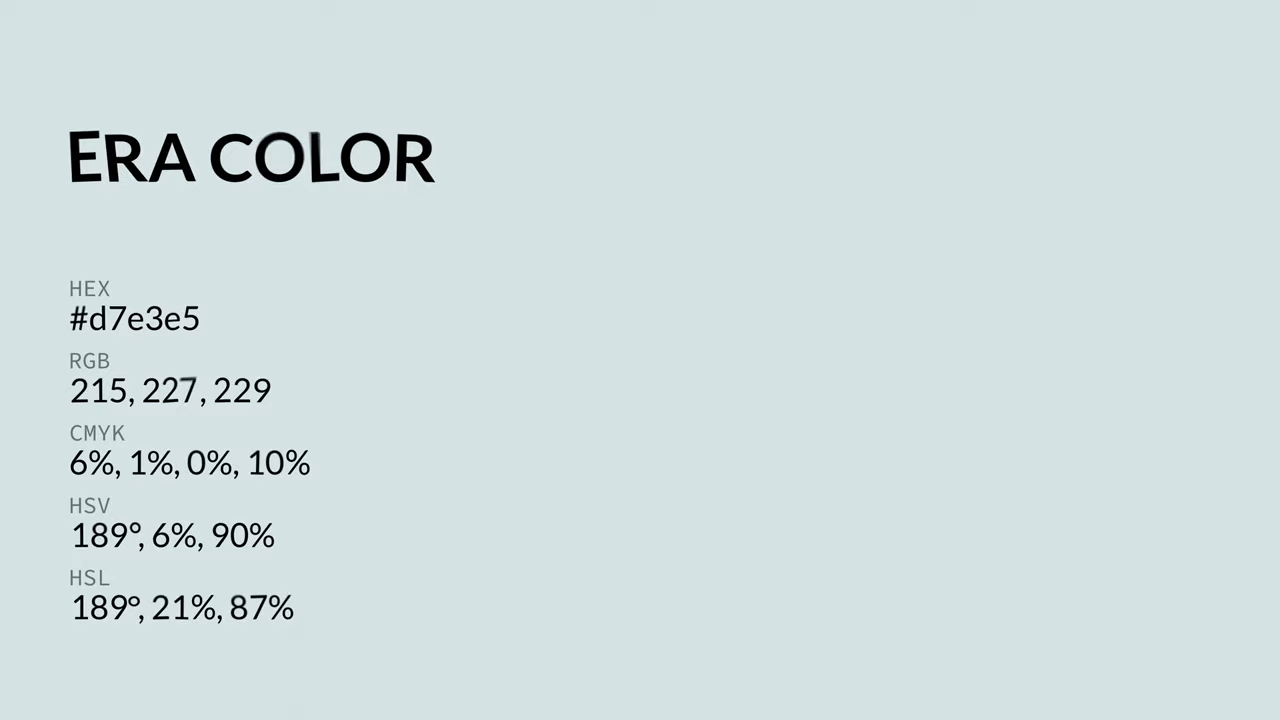 ERA COLOR
HEX
#d7e3e5
RGB
215, 227, 229
CMYK
6%, 1%, 0%, 10%
HSV
189°, 6%, 90%
HSL
189°, 21%, 87%